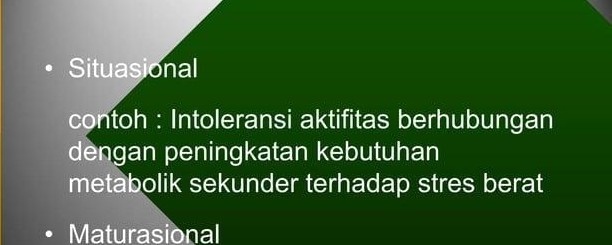 • Situasional
contoh : Intoleransi aktifitas berhubungan
dengan peningkatan kebutuhan
metabolik sekunder terhadap stres berat
• Maturasional